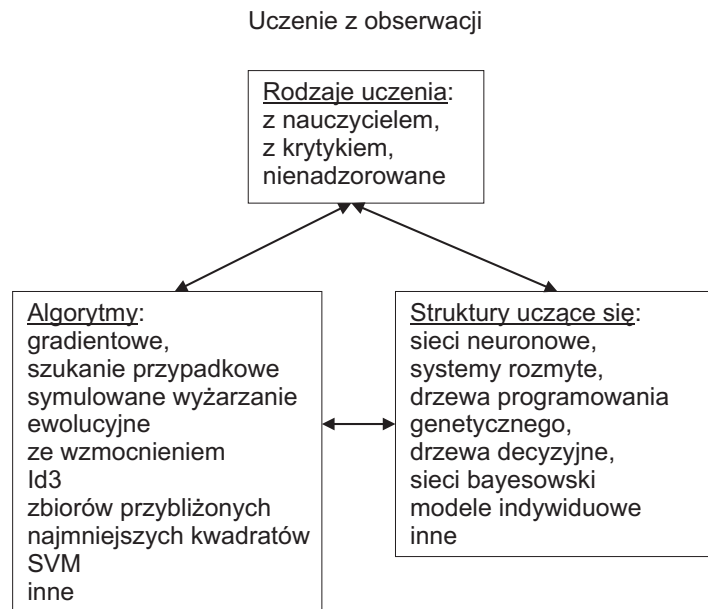 Uczenie z obserwacji
Rodzaje uczenia:
z nauczycielem,
z krytykiem,
nienadzorowane
Algorytmy:
gradientowe,
szukanie przypadkowe
symulowane wyżarzanie
ewolucyjne
ze wzmocnieniem
Id3
zbiorów przybliżonych
najmniejszych kwadratów
SVM
inne
Struktury uczące się:
sieci neuronowe,
systemy rozmyte,
drzewa programowania
genetycznego,
drzewa decyzyjne,
sieci bayesowski
modele indywiduowe
inne